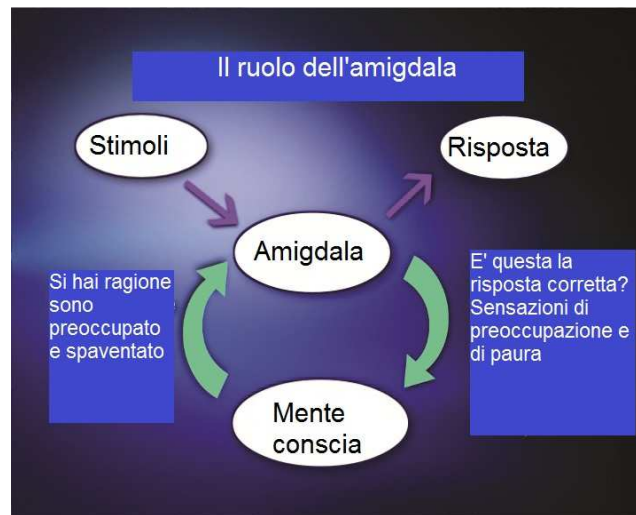 Il ruolo dell'amigdala
Stimoli
Risposta
Amigdala
Si hai ragione
sono
preoccupato
e spaventato
E' questa la
risposta corretta?
Sensazioni di
preoccupazione e
di paura
Mente
conscia